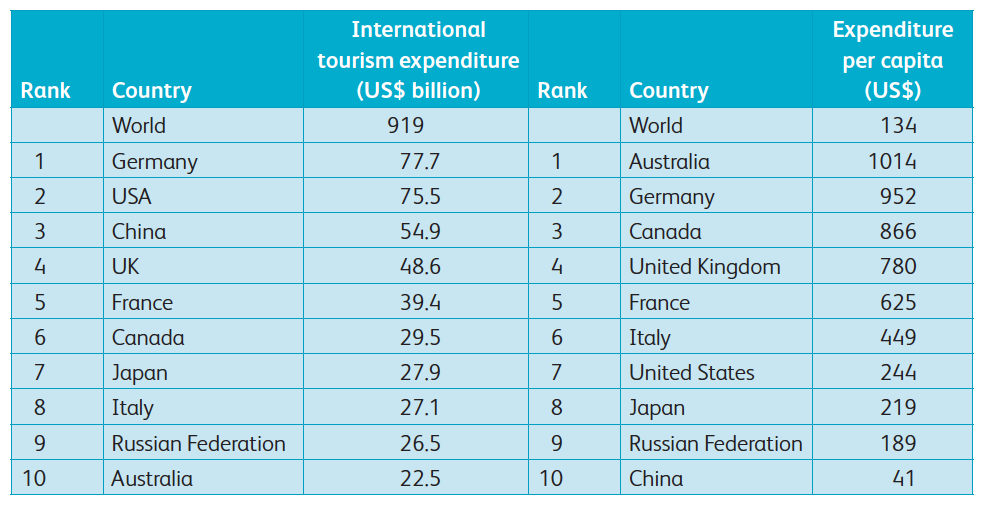 International Expenditure
tourism expenditure per capita
Rank Country (US$ billion) Rank Country (US$)
World 919 World 134
1 Germany 77.7 1 Australia 1014
2 USA 75.5 2 Germany 952
3 China 54.9 3 Canada 866
4 UK 48.6 4 United Kingdom 780
5 France 39.4 5 France 625
6 Canada 29.5 6 Italy 449
7 Japan 27.9 7 United States 244
8 Italy 27.1 8 Japan 219
9 Russian Federation 26.5 9 Russian Federation 189
10 Australia 22.5 10 China 41